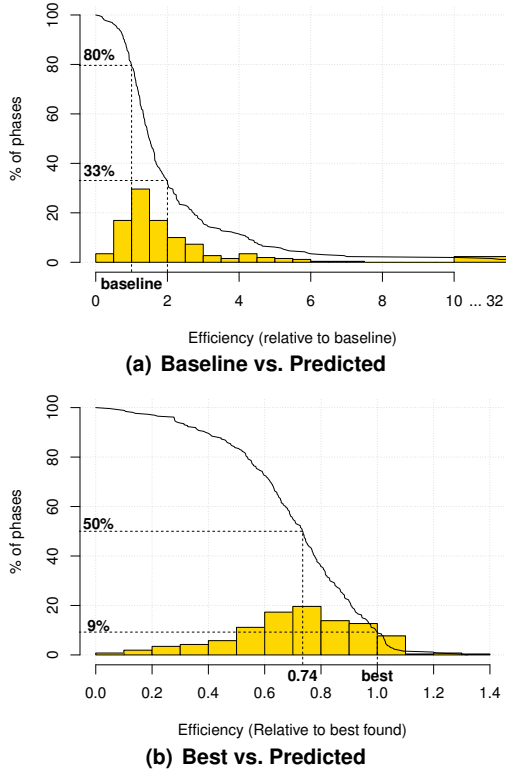 100
80
60
40
20
0
% of phases
80%
33%
baseline
0 2 4 6 8 10 ... 32
Efficiency (relative to baseline)
(a) Baseline vs. Predicted
100
80
60
40
20
0
% of phases
50%
9%
0.74 best
0.0 0.2 0.4 0.6 0.8 1.0 1.2 1.4
Efficiency (Relative to best found)
(b) Best vs. Predicted